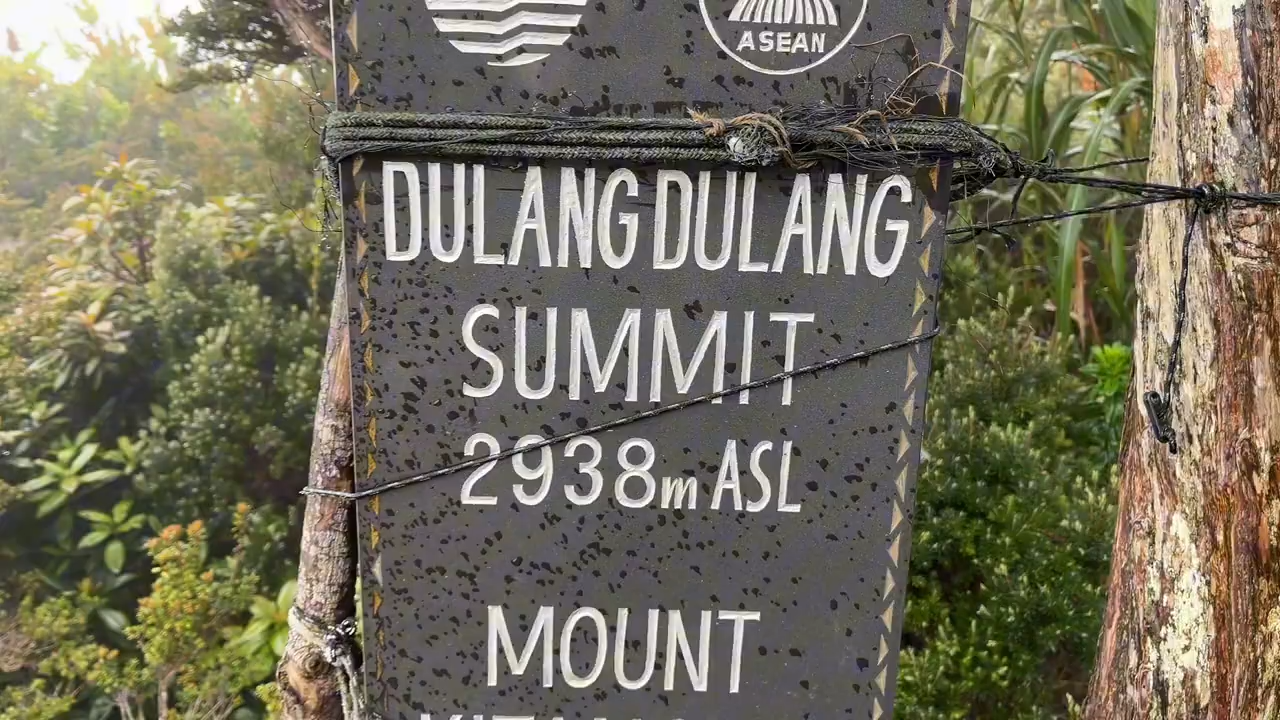 ASEAN
DULANG DULANG
SUMMIT
2938m ASL
MOUNT